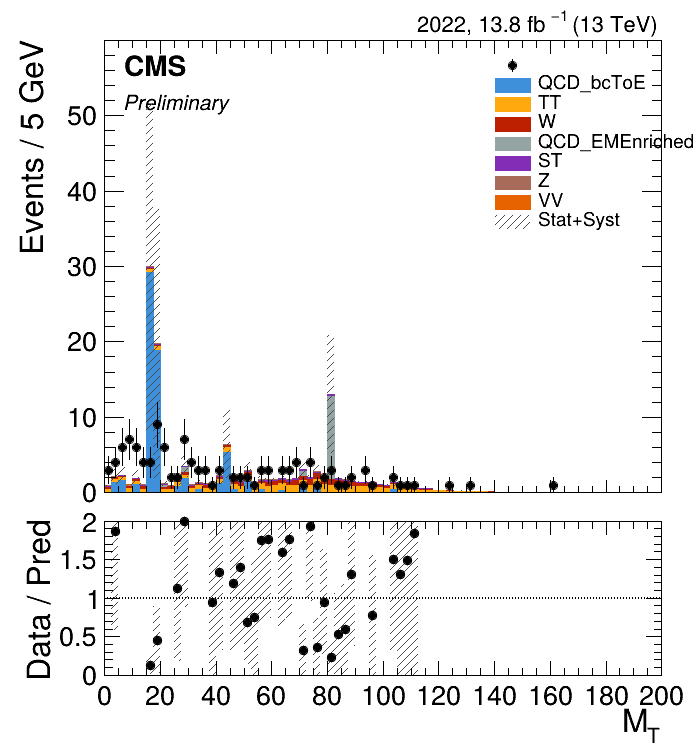 2022, 13.8 fb −1 (13 TeV)
Events / 5 GeV
CMS
Preliminary
QCD_bcToE
TT
W
QCD_EMEnriched
ST
Z
VV
Stat+Syst
50
40
30
20
10
0
Data / Pred
2
1.5
1
0.5
0
0 20 40 60 80 100 120 140 160 180 200
M_T